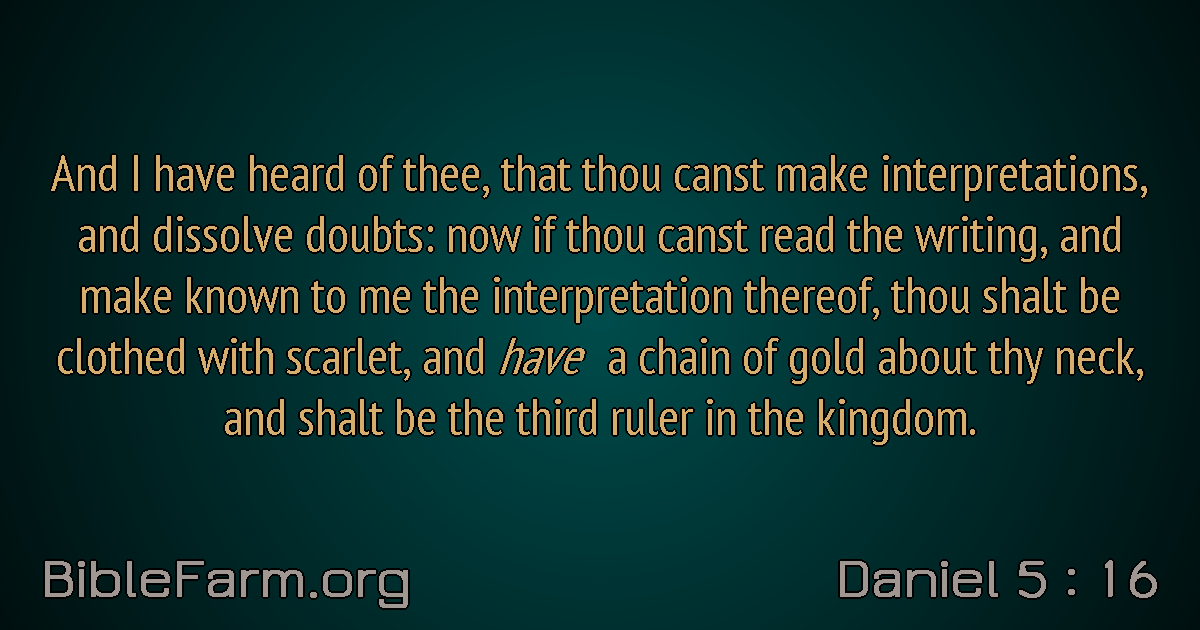 And I have heard of thee, that thou canst make interpretations,
and dissolve doubts: now if thou canst read the writing, and
make known to me the interpretation thereof, thou shalt be
clothed with scarlet, and have a chain of gold about thy neck,
and shalt be the third ruler in the kingdom.
BibleFarm.org
Daniel 5 : 16